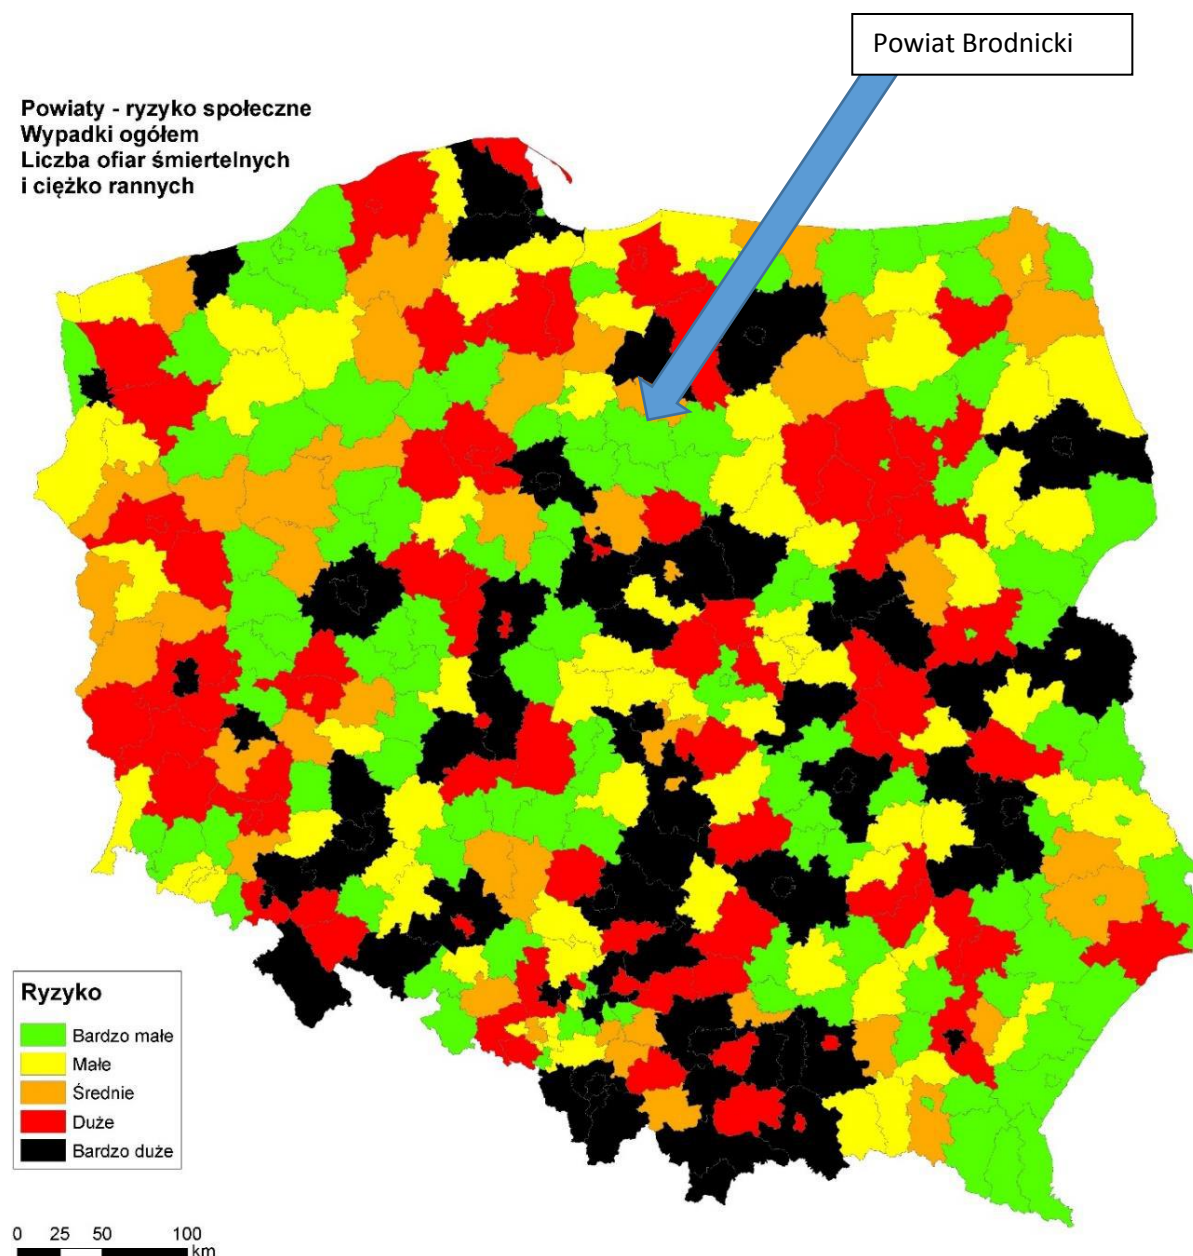 Powiat Brodnicki
Powiaty - ryzyko społeczne
Wypadki ogółem
Liczba ofiar śmiertelnych
i ciężko rannych
Ryzyko
Bardzo małe
Małe
Średnie
Duże
Bardzo duże
0 25 50 100
km